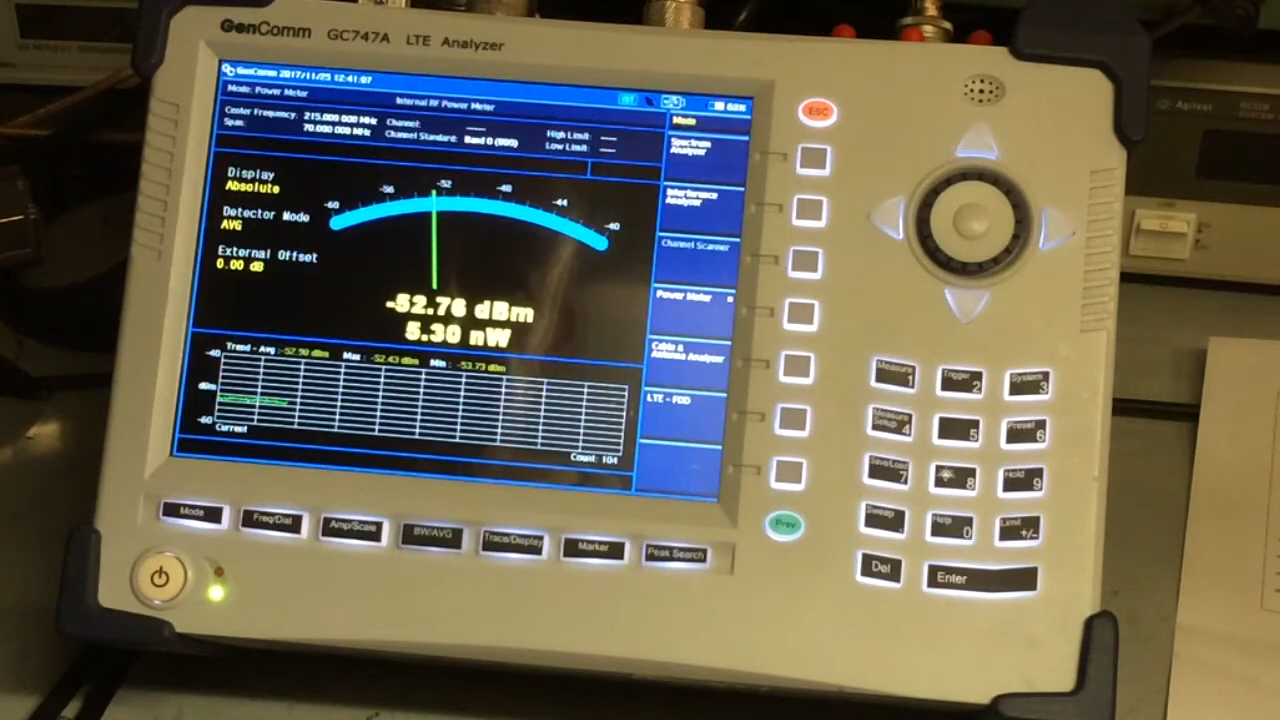 GenComm GC747A LTE Analyzer
GenComm 2017/11/25 12:41:07
Mode: Power Meter
Internal RF Power Meter
Center Frequency: 215.000 000 MHz
Span: 70.000 000 MHz
Channel: ----
Channel Standard: Band 0 (800)
High Limit: ----
Low Limit: ----
Display
Absolute
Detector Mode
AVG
External Offset
0.00 dB
-60 -56 -52 -48 -44 -40
-52.76 dBm
5.30 nW
Trend - Avg : -52.90 dBm Max : -52.43 dBm Min : -53.73 dBm
-40
dBm
-60
Current
Count: 104
Mode
Spectrum
Analyzer
Interference
Analyzer
Channel Scanner
Power Meter
Cable &
Antenna Analyzer
LTE - FDD
ESC
Prev
Measure 1
Trigger 2
System 3
Measure Setup 4
5
Preset 6
Save/Load 7
8
Hold 9
Sweep .
Help 0
Limit +/-
Del
Enter
Mode
Freq/Dist
Amp/Scale
BW/AVG
Trace/Display
Marker
Peak Search
Agilent